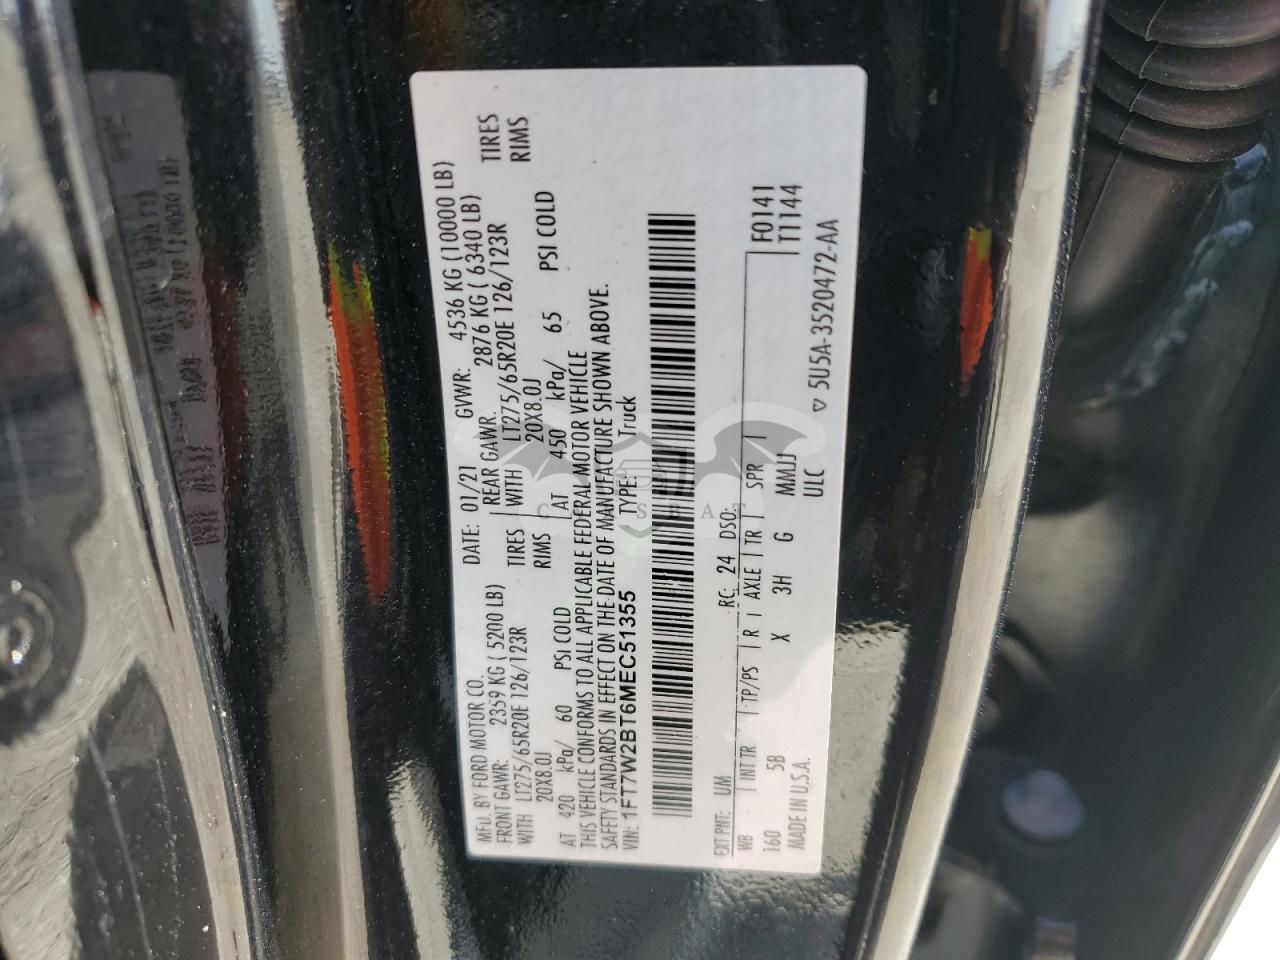 MFD. BY FORD MOTOR CO.
DATE: 01/21 GVWR: 4536 KG (10000 LB)
FRONT GAWR: 2359 KG ( 5200 LB) REAR GAWR: 2876 KG ( 6340 LB)
WITH LT275/65R20E 126/123R TIRES WITH LT275/65R20E 126/123R TIRES
20X8.0J RIMS 20X8.0J RIMS
AT 420 kPa/ 60 PSI COLD AT 450 kPa/ 65 PSI COLD
THIS VEHICLE CONFORMS TO ALL APPLICABLE FEDERAL MOTOR VEHICLE
SAFETY STANDARDS IN EFFECT ON THE DATE OF MANUFACTURE SHOWN ABOVE.
VIN: 1FT7W2BT6MEC51355 TYPE: Truck
EXT PNT: UM RC: 24 DSO: F0141
WB INT TR TP/PS R AXLE TR SPR T1144
160 5B X 3H G MMJJ
MADE IN U.S.A. ULC 5U5A-3520472-AA